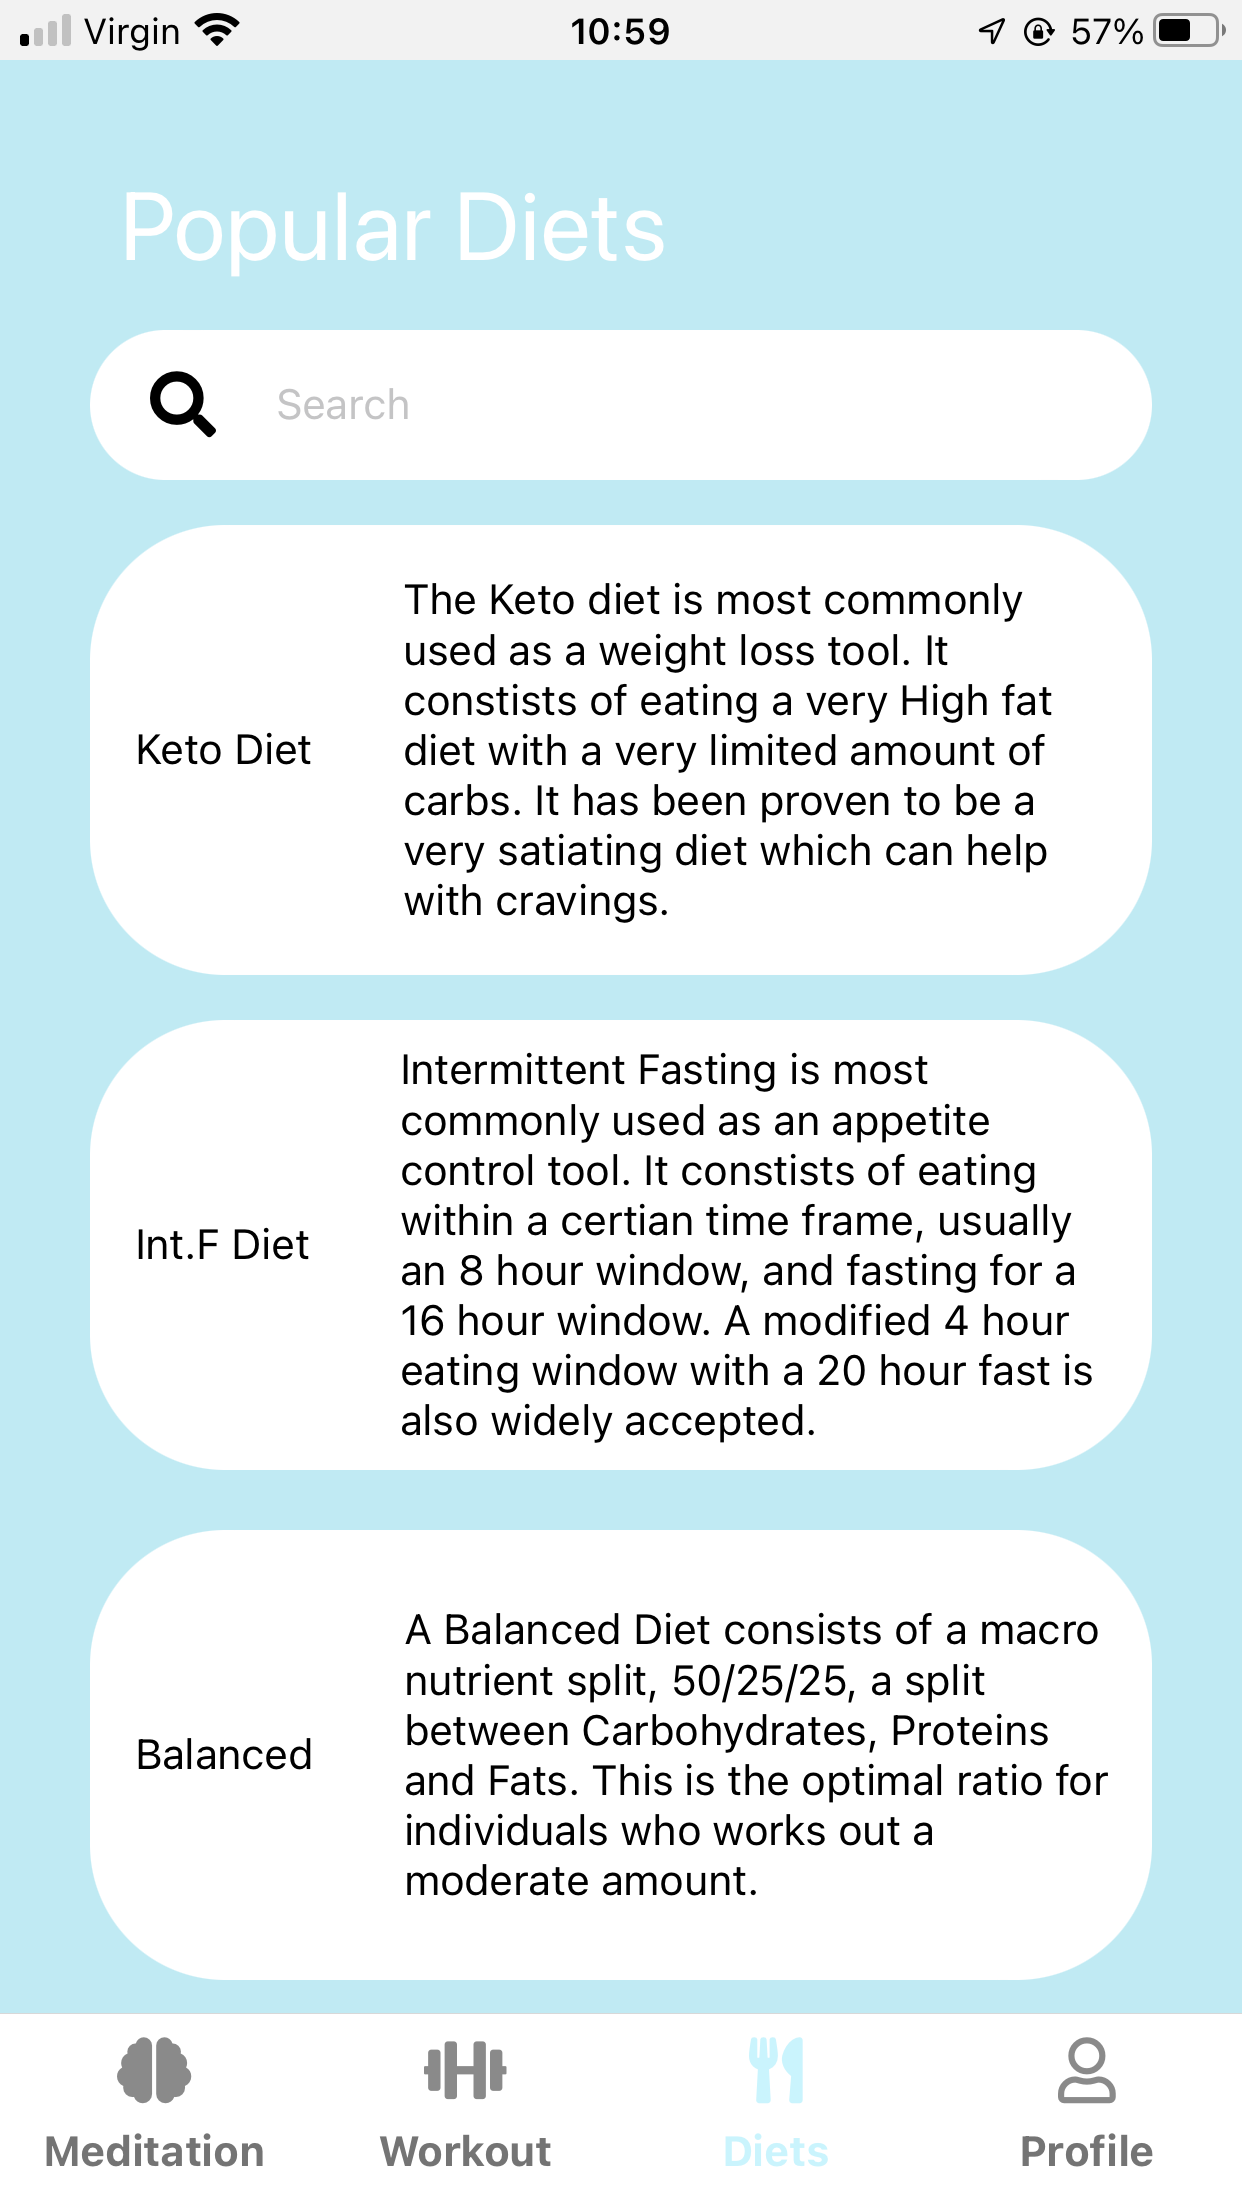 Virgin 10:59 57%
Popular Diets
Search
Keto Diet
The Keto diet is most commonly
used as a weight loss tool. It
constists of eating a very High fat
diet with a very limited amount of
carbs. It has been proven to be a
very satiating diet which can help
with cravings.
Int.F Diet
Intermittent Fasting is most
commonly used as an appetite
control tool. It constists of eating
within a certian time frame, usually
an 8 hour window, and fasting for a
16 hour window. A modified 4 hour
eating window with a 20 hour fast is
also widely accepted.
Balanced
A Balanced Diet consists of a macro
nutrient split, 50/25/25, a split
between Carbohydrates, Proteins
and Fats. This is the optimal ratio for
individuals who works out a
moderate amount.
Meditation Workout Diets Profile